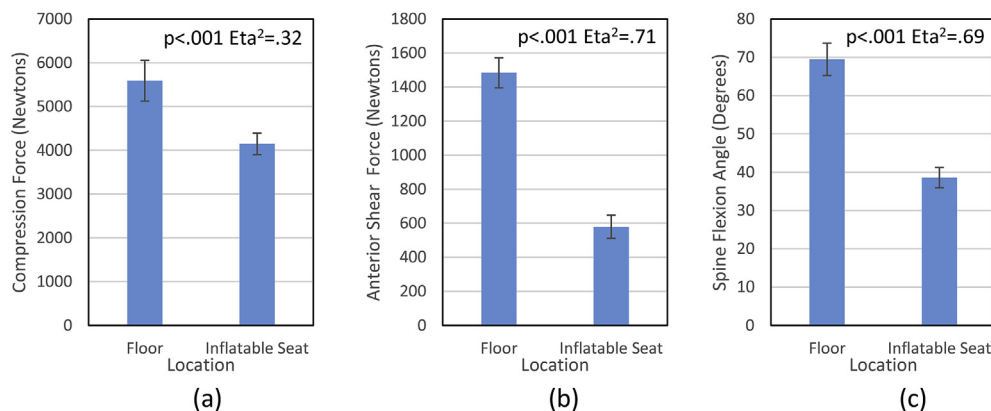 Compression Force (Newtons)
7000
6000
5000
4000
3000
2000
1000
0
p<.001 Eta²=.32
Floor
Inflatable Seat
Location
(a)
Anterior Shear Force (Newtons)
1800
1600
1400
1200
1000
800
600
400
200
0
p<.001 Eta²=.71
Floor
Inflatable Seat
Location
(b)
Spine Flexion Angle (Degrees)
80
70
60
50
40
30
20
10
0
p<.001 Eta²=.69
Floor
Inflatable Seat
Location
(c)